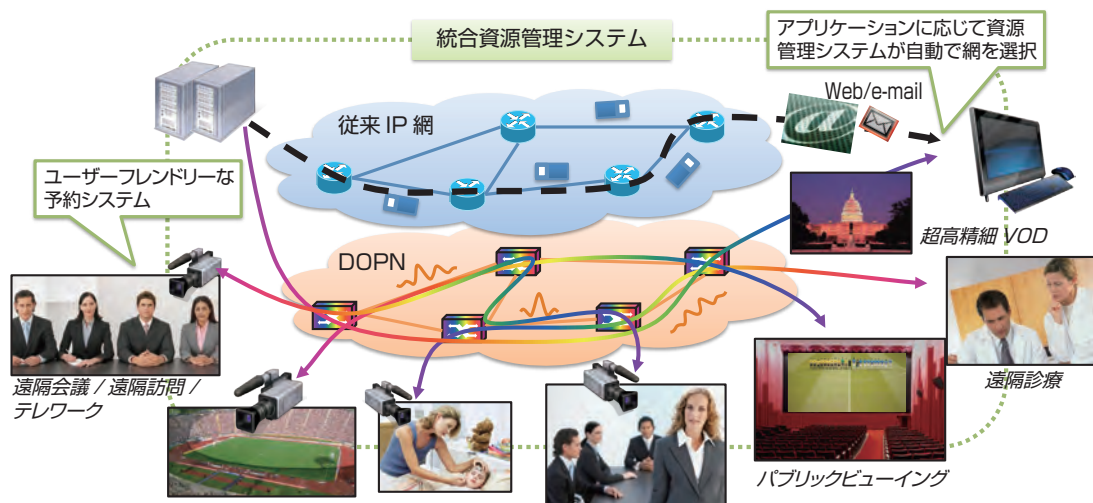 統合資源管理システム
アプリケーションに応じて資源
管理システムが自動で網を選択
Web/e-mail
従来 IP 網
ユーザーフレンドリーな
予約システム
超高精細 VOD
DOPN
遠隔会議 / 遠隔訪問 /
テレワーク
遠隔診療
パブリックビューイング